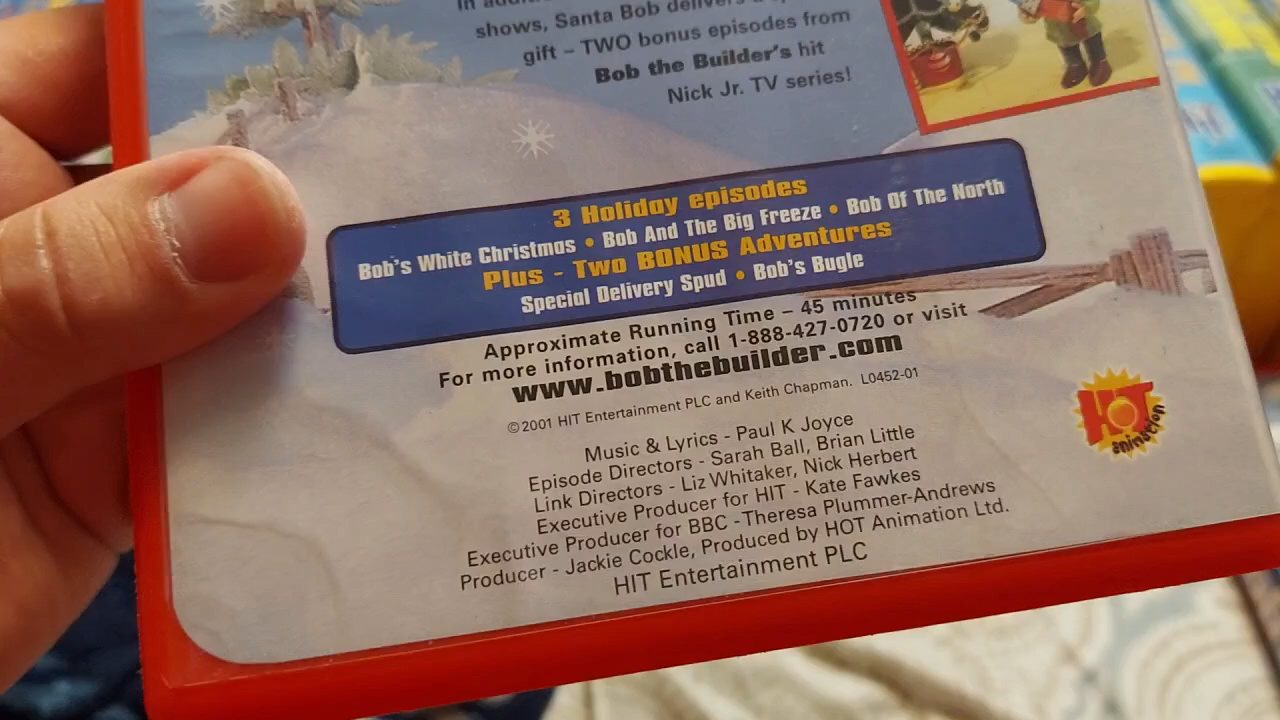 shows, Santa Bob
gift – TWO bonus episodes from
Bob the Builder's hit
Nick Jr. TV series!
3 Holiday episodes
Bob's White Christmas • Bob And The Big Freeze • Bob Of The North
Plus - Two BONUS Adventures
Special Delivery Spud • Bob's Bugle
Approximate Running Time – 45 minutes
For more information, call 1-888-427-0720 or visit
www.bobthebuilder.com
©2001 HIT Entertainment PLC and Keith Chapman. L0452-01
Music & Lyrics - Paul K Joyce
Episode Directors - Sarah Ball, Brian Little
Link Directors - Liz Whitaker, Nick Herbert
Executive Producer for HIT - Kate Fawkes
Executive Producer for BBC - Theresa Plummer-Andrews
Producer - Jackie Cockle, Produced by HOT Animation Ltd.
HIT Entertainment PLC
HOT
animation